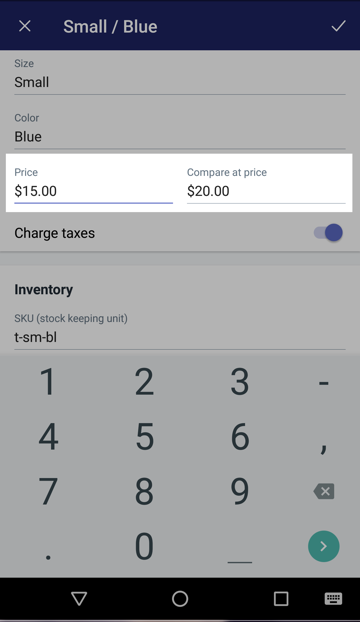 Small / Blue
Size
Small
Color
Blue
Price Compare at price
$15.00 $20.00
Charge taxes
Inventory
SKU (stock keeping unit)
t-sm-bl
1 2 3 -
4 5 6 ,
7 8 9
. 0 _